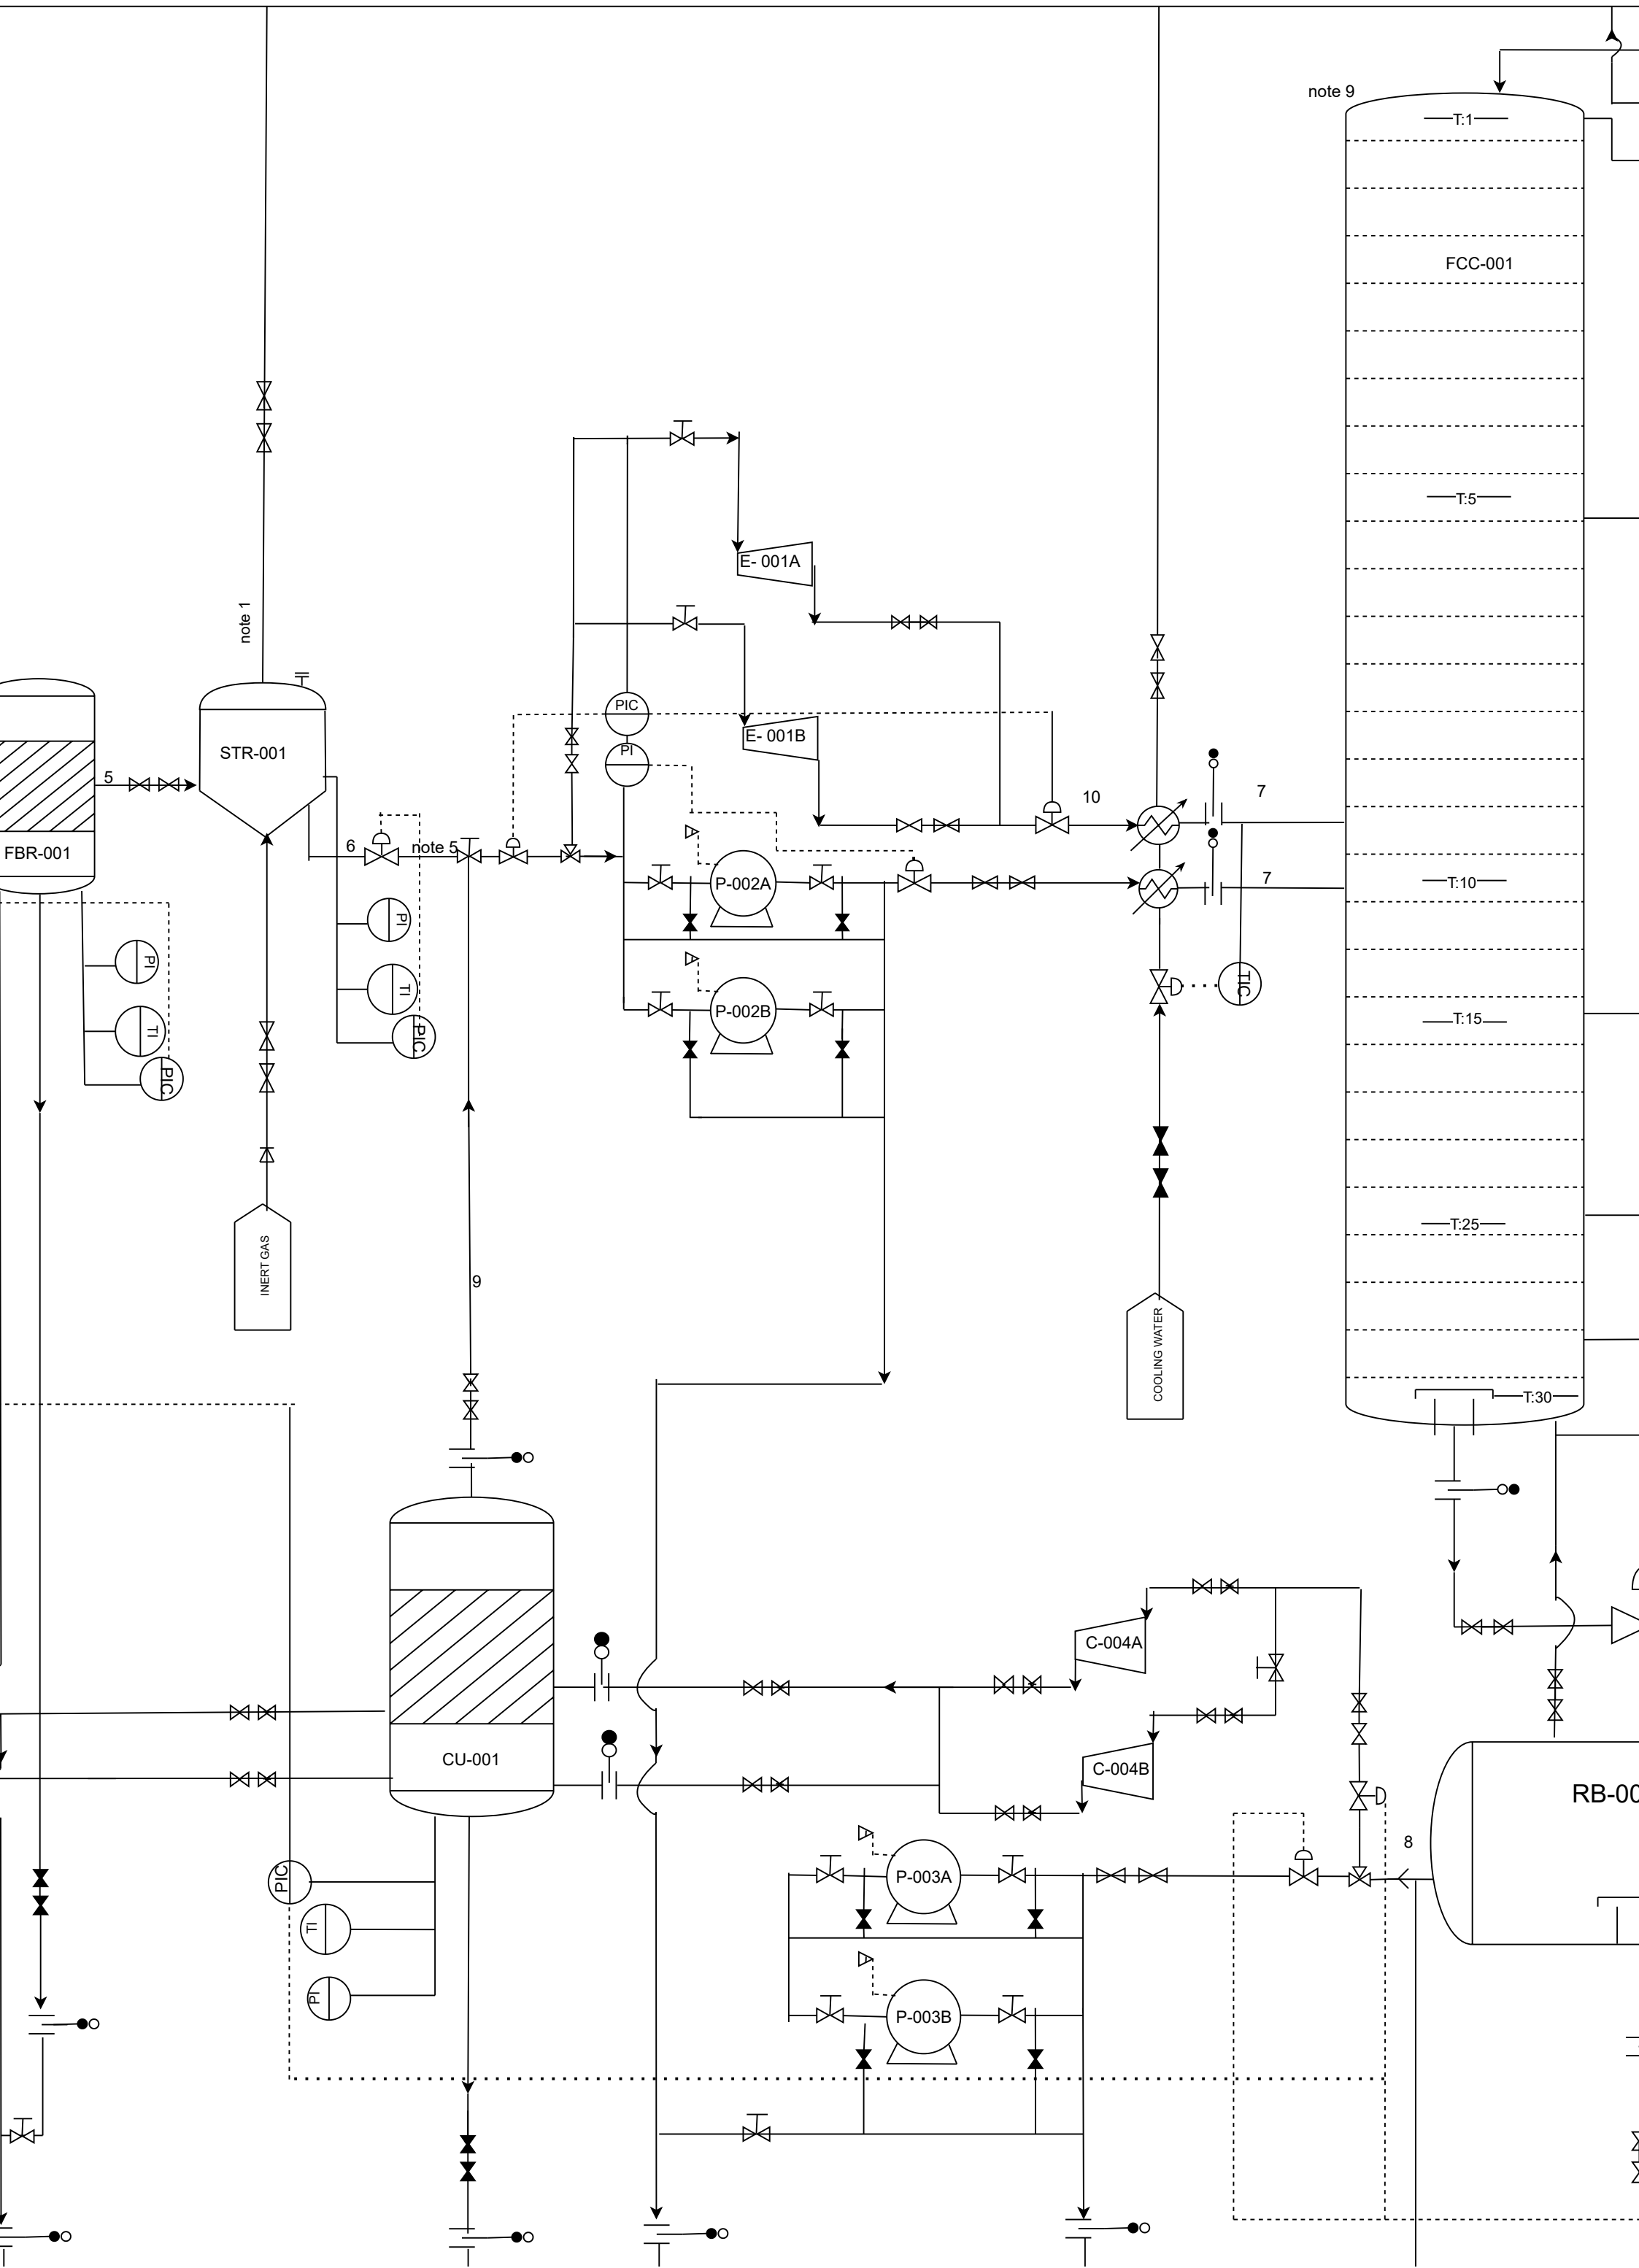 note 9
T:1
FCC-001
T:5
E- 001A
note 1
PIC
E- 001B
PI
STR-001
5
10
7
FBR-001
6
note 5
P-002A
7
T:10
PI
PI
TI
TIC
P-002B
TI
PIC
PIC
T:15
T:25
INERT GAS
9
COOLING WATER
T:30
C-004A
CU-001
C-004B
RB-00
8
PIC
P-003A
TI
PI
P-003B